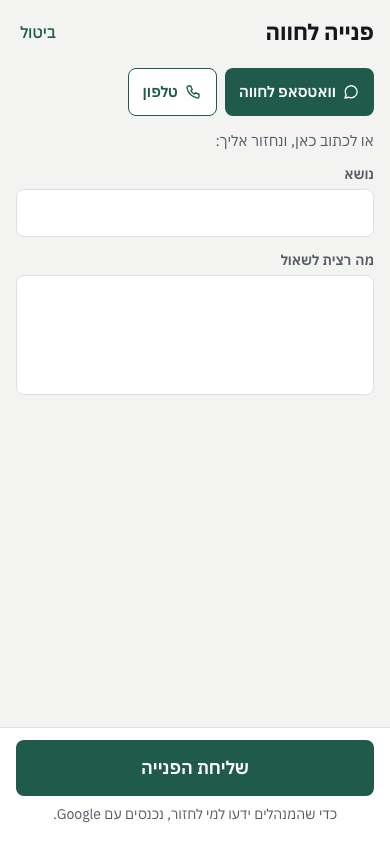 פנייה לחווה
ביטול
וואטסאפ לחווה
טלפון
או לכתוב כאן, ונחזור אליך:
נושא
מה רצית לשאול
שליחת הפנייה
כדי שהמנהלים ידעו למי לחזור, נכנסים עם Google.